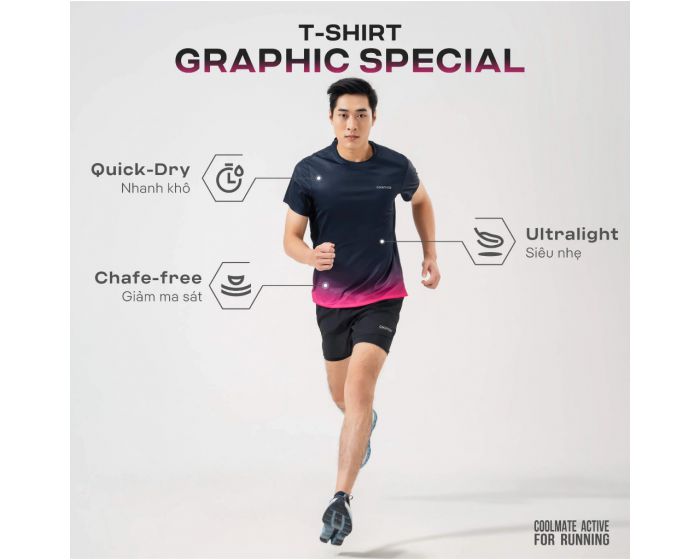 T-SHIRT
GRAPHIC SPECIAL
Quick-Dry
Nhanh khô
Ultralight
Siêu nhẹ
Chafe-free
Giảm ma sát
COOLMATE ACTIVE
FOR RUNNING